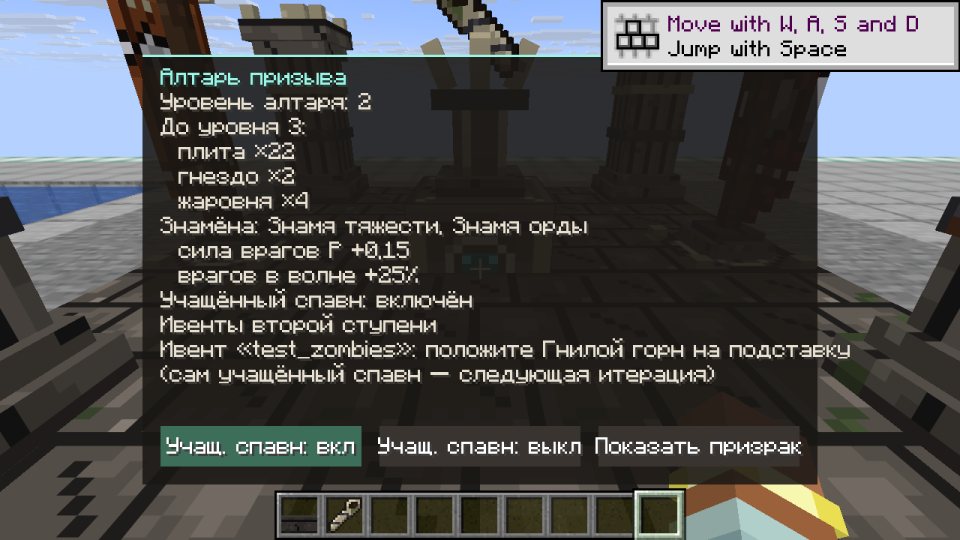 Move with W, A, S and D
Jump with Space
Алтарь призыва
Уровень алтаря: 2
До уровня 3:
плита ×22
гнездо ×2
жаровня ×4
Знамёна: Знамя тяжести, Знамя орды
сила врагов P +0,15
врагов в волне +25%
Учащённый спавн: включён
Ивенты второй ступени
Ивент «test_zombies»: положите Гнилой горн на подставку
(сам учащённый спавн — следующая итерация)
Учащ. спавн: вкл
Учащ. спавн: выкл
Показать призрак